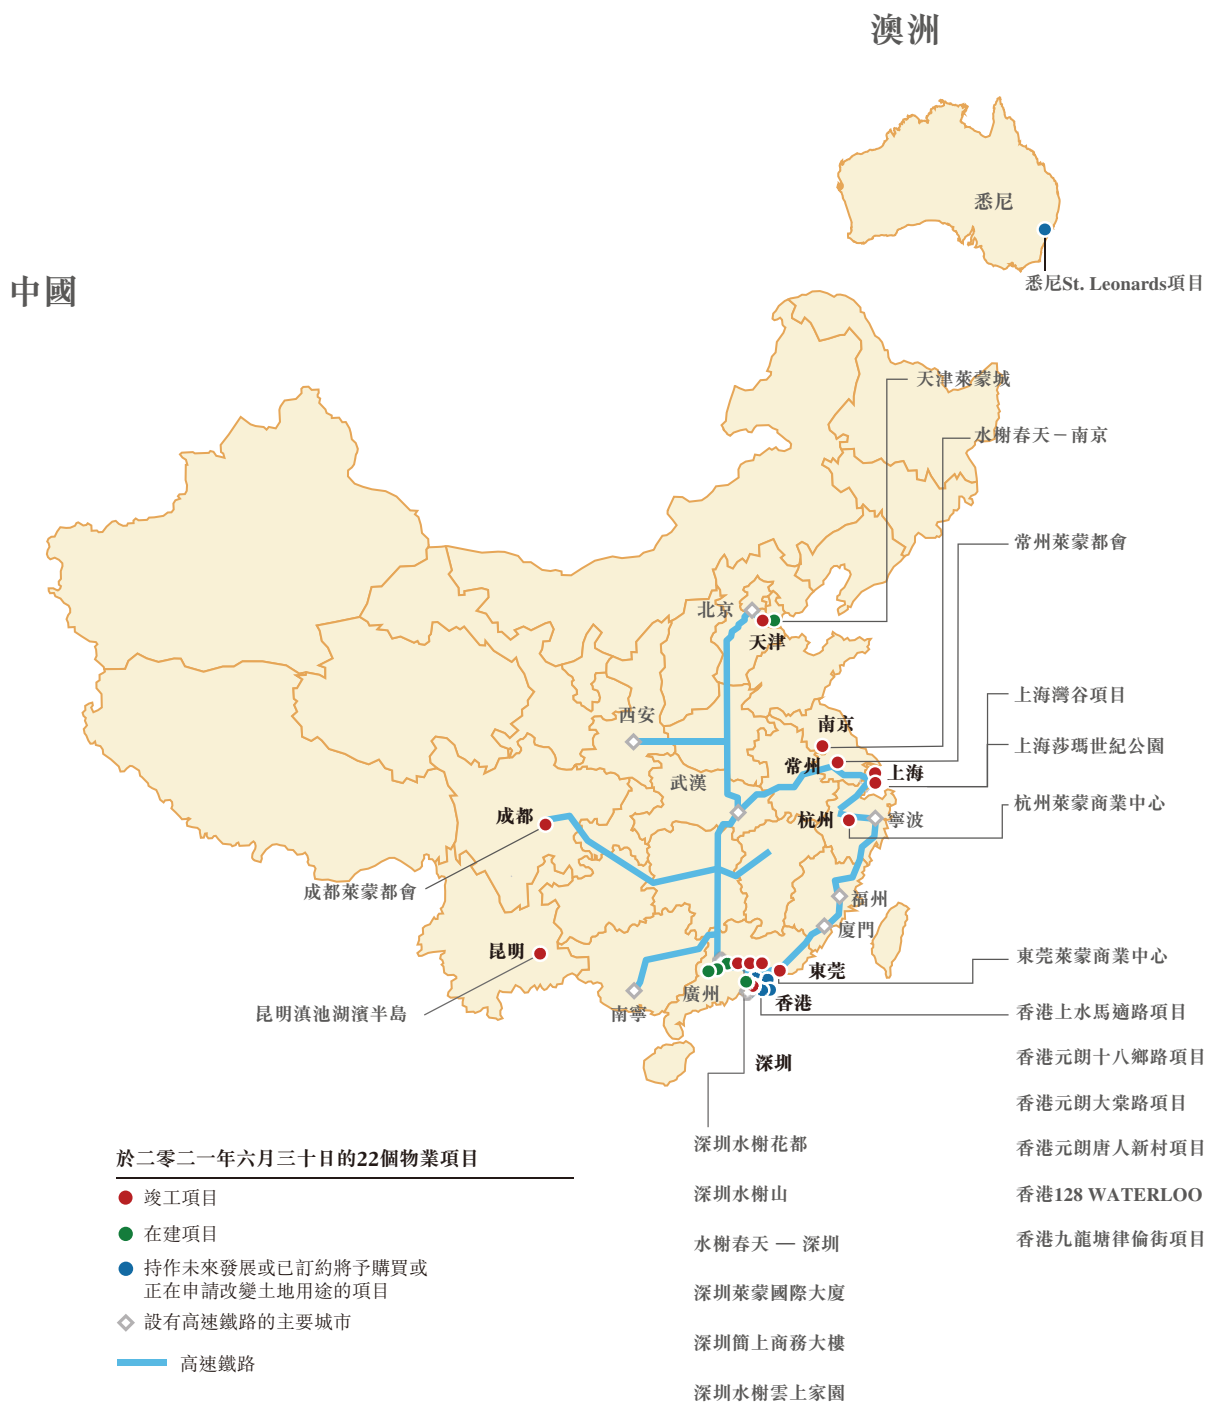 澳洲
悉尼
悉尼St. Leonards項目
中國
天津萊蒙城
水榭春天－南京
常州萊蒙都會
北京
天津
上海灣谷項目
西安
南京
上海莎瑪世紀公園
常州
上海
武漢
杭州萊蒙商業中心
成都
杭州
寧波
成都萊蒙都會
福州
廈門
昆明
東莞萊蒙商業中心
東莞
廣州
香港
昆明滇池湖濱半島
南寧
香港上水馬適路項目
深圳
香港元朗十八鄉路項目
香港元朗大棠路項目
深圳水榭花都
香港元朗唐人新村項目
於二零二一年六月三十日的22個物業項目
深圳水榭山
香港128 WATERLOO
竣工項目
在建項目
水榭春天 — 深圳
香港九龍塘律倫街項目
持作未來發展或已訂約將予購買或
正在申請改變土地用途的項目
深圳萊蒙國際大廈
設有高速鐵路的主要城市
深圳簡上商務大樓
高速鐵路
深圳水榭雲上家園